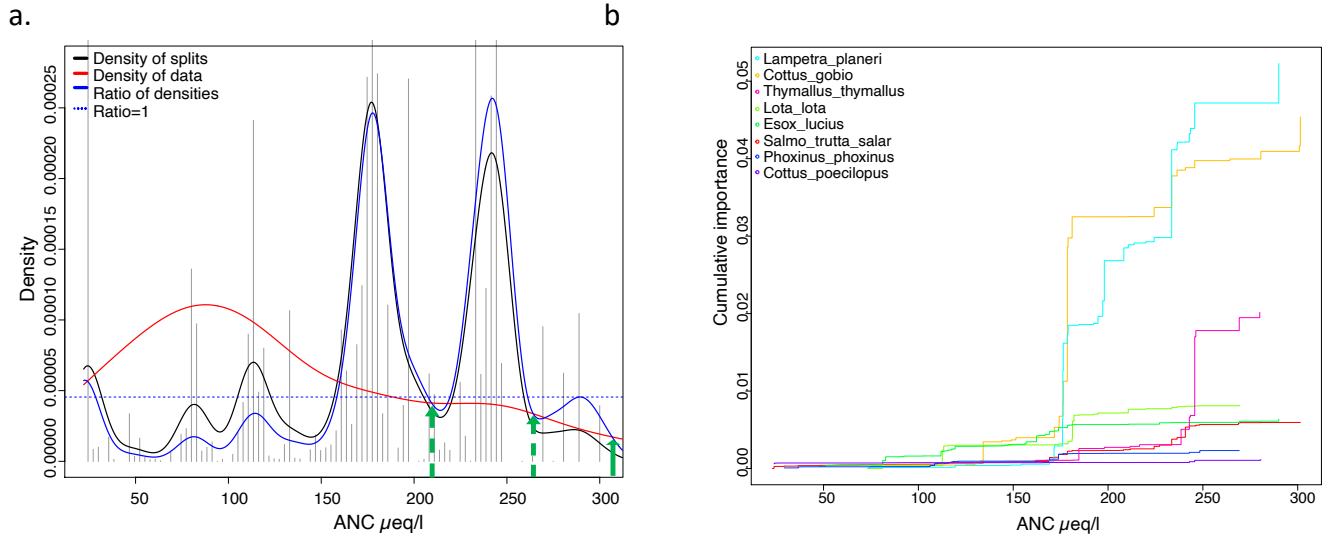 a.
Density of splits
Density of data
Ratio of densities
Ratio=1
Density
0.00000
0.00005
0.00010
0.00015
0.00020
0.00025
50
100
150
200
250
300
ANC µeq/l
b
Lampetra_planeri
Cottus_gobio
Thymallus_thymallus
Lota_lota
Esox_lucius
Salmo_trutta_salar
Phoxinus_phoxinus
Cottus_poecilopus
Cumulative importance
0.00
0.01
0.02
0.03
0.04
0.05
50
100
150
200
250
300
ANC µeq/l